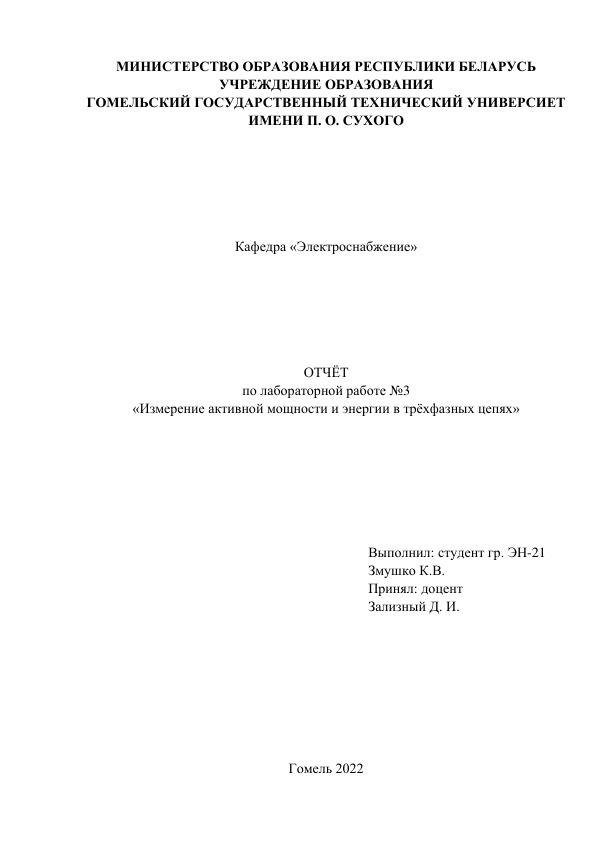 МИНИСТЕРСТВО ОБРАЗОВАНИЯ РЕСПУБЛИКИ БЕЛАРУСЬ
УЧРЕЖДЕНИЕ ОБРАЗОВАНИЯ
ГОМЕЛЬСКИЙ ГОСУДАРСТВЕННЫЙ ТЕХНИЧЕСКИЙ УНИВЕРСИЕТ
ИМЕНИ П. О. СУХОГО
Кафедра «Электроснабжение»
ОТЧЁТ
по лабораторной работе №3
«Измерение активной мощности и энергии в трёхфазных цепях»
Выполнил: студент гр. ЭН-21
Змушко К.В.
Принял: доцент
Зализный Д. И.
Гомель 2022